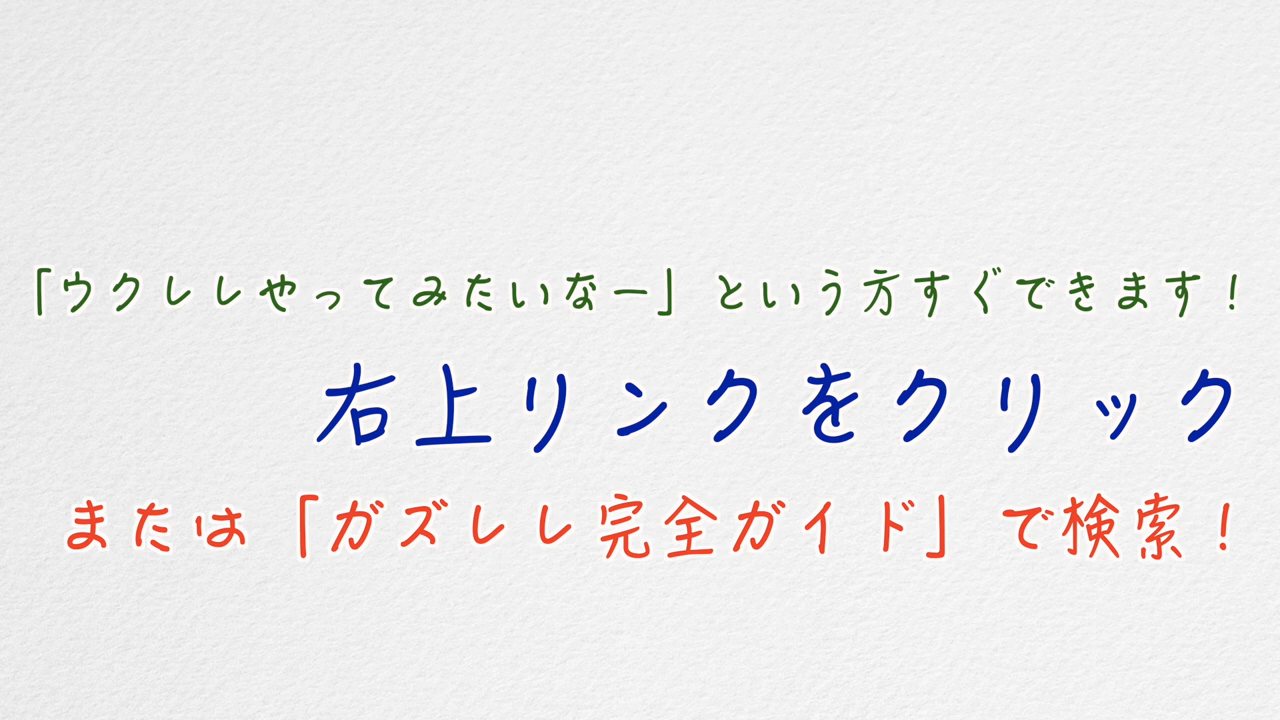 「ウクレレやってみたいなー」という方すぐできます！
右上リンクをクリック
または「ガズレレ完全ガイド」で検索！